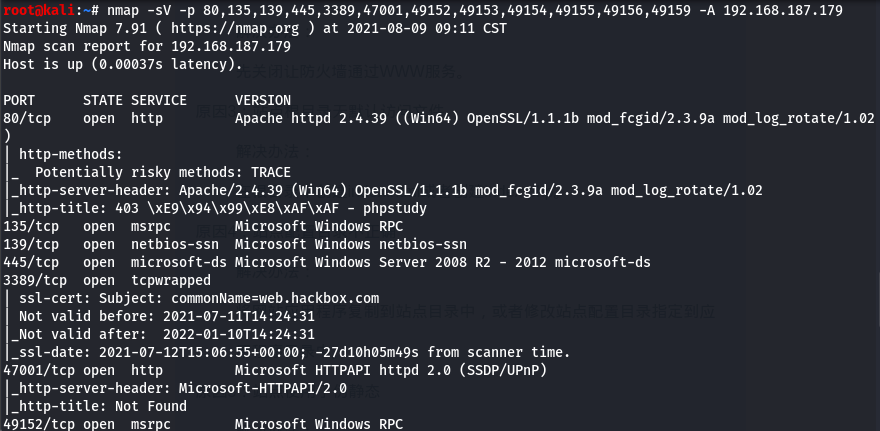 root@kali:~# nmap -sV -p 80,135,139,445,3389,47001,49152,49153,49154,49155,49156,49159 -A 192.168.187.179
Starting Nmap 7.91 ( https://nmap.org ) at 2021-08-09 09:11 CST
Nmap scan report for 192.168.187.179
Host is up (0.00037s latency).
PORT      STATE SERVICE      VERSION
80/tcp    open  http         Apache httpd 2.4.39 ((Win64) OpenSSL/1.1.1b mod_fcgid/2.3.9a mod_log_rotate/1.02
)
| http-methods:
|_  Potentially risky methods: TRACE
|_http-server-header: Apache/2.4.39 (Win64) OpenSSL/1.1.1b mod_fcgid/2.3.9a mod_log_rotate/1.02
|_http-title: 403 \xE9\x94\x99\xE8\xAF\xAF - phpstudy
135/tcp   open  msrpc        Microsoft Windows RPC
139/tcp   open  netbios-ssn  Microsoft Windows netbios-ssn
445/tcp   open  microsoft-ds Microsoft Windows Server 2008 R2 - 2012 microsoft-ds
3389/tcp  open  tcpwrapped
| ssl-cert: Subject: commonName=web.hackbox.com
| Not valid before: 2021-07-11T14:24:31
|_Not valid after:  2022-01-10T14:24:31
|_ssl-date: 2021-07-12T15:06:55+00:00; -27d10h05m49s from scanner time.
47001/tcp open  http         Microsoft HTTPAPI httpd 2.0 (SSDP/UPnP)
|_http-server-header: Microsoft-HTTPAPI/2.0
|_http-title: Not Found
49152/tcp open  msrpc        Microsoft Windows RPC